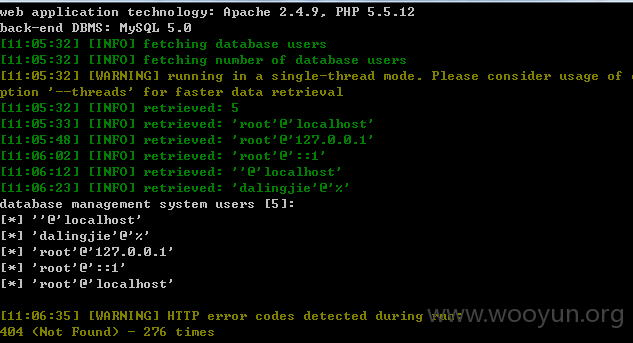 web application technology: Apache 2.4.9, PHP 5.5.12
back-end DBMS: MySQL 5.0
[11:05:32] [INFO] fetching database users
[11:05:32] [INFO] fetching number of database users
[11:05:32] [WARNING] running in a single-thread mode. Please consider usage of
ption '--threads' for faster data retrieval
[11:05:32] [INFO] retrieved: 5
[11:05:33] [INFO] retrieved: 'root'@'localhost'
[11:05:48] [INFO] retrieved: 'root'@'127.0.0.1'
[11:06:02] [INFO] retrieved: 'root'@'::1'
[11:06:12] [INFO] retrieved: ''@'localhost'
[11:06:23] [INFO] retrieved: 'dalingjie'@'%'
database management system users [5]:
[*] ''@'localhost'
[*] 'dalingjie'@'%'
[*] 'root'@'127.0.0.1'
[*] 'root'@'::1'
[*] 'root'@'localhost'
[11:06:35] [WARNING] HTTP error codes detected during run:
404 (Not Found) - 276 times
www.wooyun.org